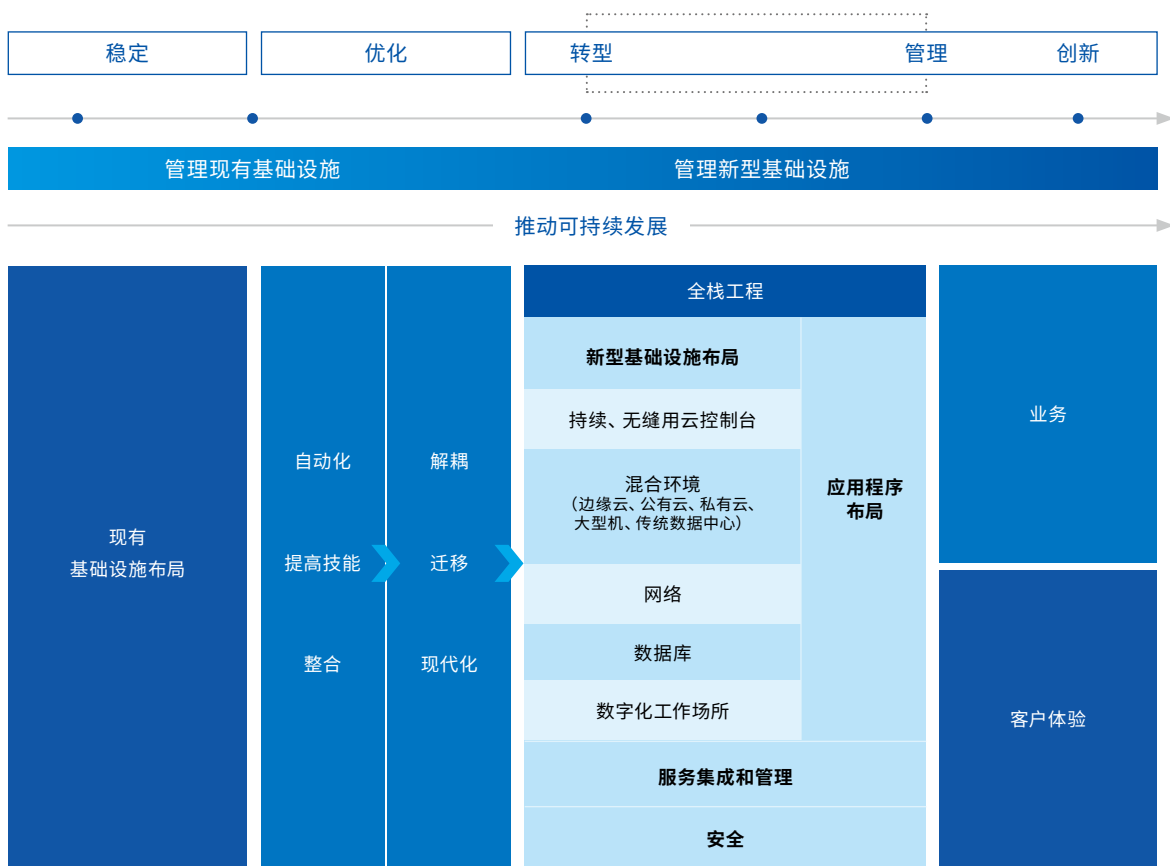 稳定
优化
转型
管理
创新
管理现有基础设施
管理新型基础设施
推动可持续发展
现有
基础设施布局
自动化
提高技能
整合
解耦
迁移
现代化
全栈工程
新型基础设施布局
持续、无缝用云控制台
混合环境
（边缘云、公有云、私有云、
大型机、传统数据中心）
网络
数据库
数字化工作场所
应用程序
布局
服务集成和管理
安全
业务
客户体验